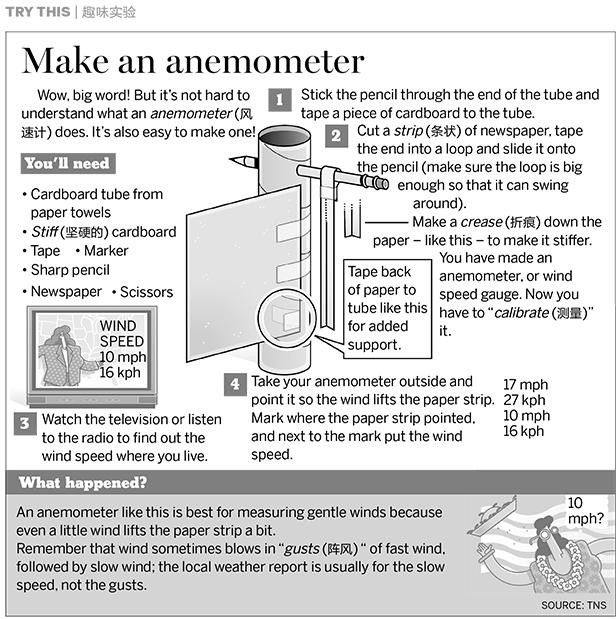 TRY THIS | 趣味实验
Make an anemometer
Wow, big word! But it's not hard to
understand what an anemometer (风
速计) does. It's also easy to make one!
You'll need
• Cardboard tube from
paper towels
• Stiff (坚硬的) cardboard
• Tape • Marker
• Sharp pencil
• Newspaper • Scissors
1 Stick the pencil through the end of the tube and
tape a piece of cardboard to the tube.
2 Cut a strip (条状) of newspaper, tape
the end into a loop and slide it onto
the pencil (make sure the loop is big
enough so that it can swing
around).
Make a crease (折痕) down the
paper – like this – to make it stiffer.
You have made an
anemometer, or wind
speed gauge. Now you
have to “calibrate (测量)”
it.
Tape back
of paper to
tube like this
for added
support.
WIND
SPEED
10 mph
16 kph
3 Watch the television or listen
to the radio to find out the
wind speed where you live.
4 Take your anemometer outside and
point it so the wind lifts the paper strip.
Mark where the paper strip pointed,
and next to the mark put the wind
speed.
17 mph
27 kph
10 mph
16 kph
What happened?
An anemometer like this is best for measuring gentle winds because
even a little wind lifts the paper strip a bit.
Remember that wind sometimes blows in “gusts (阵风) “ of fast wind,
followed by slow wind; the local weather report is usually for the slow
speed, not the gusts.
10
mph?
SOURCE: TNS